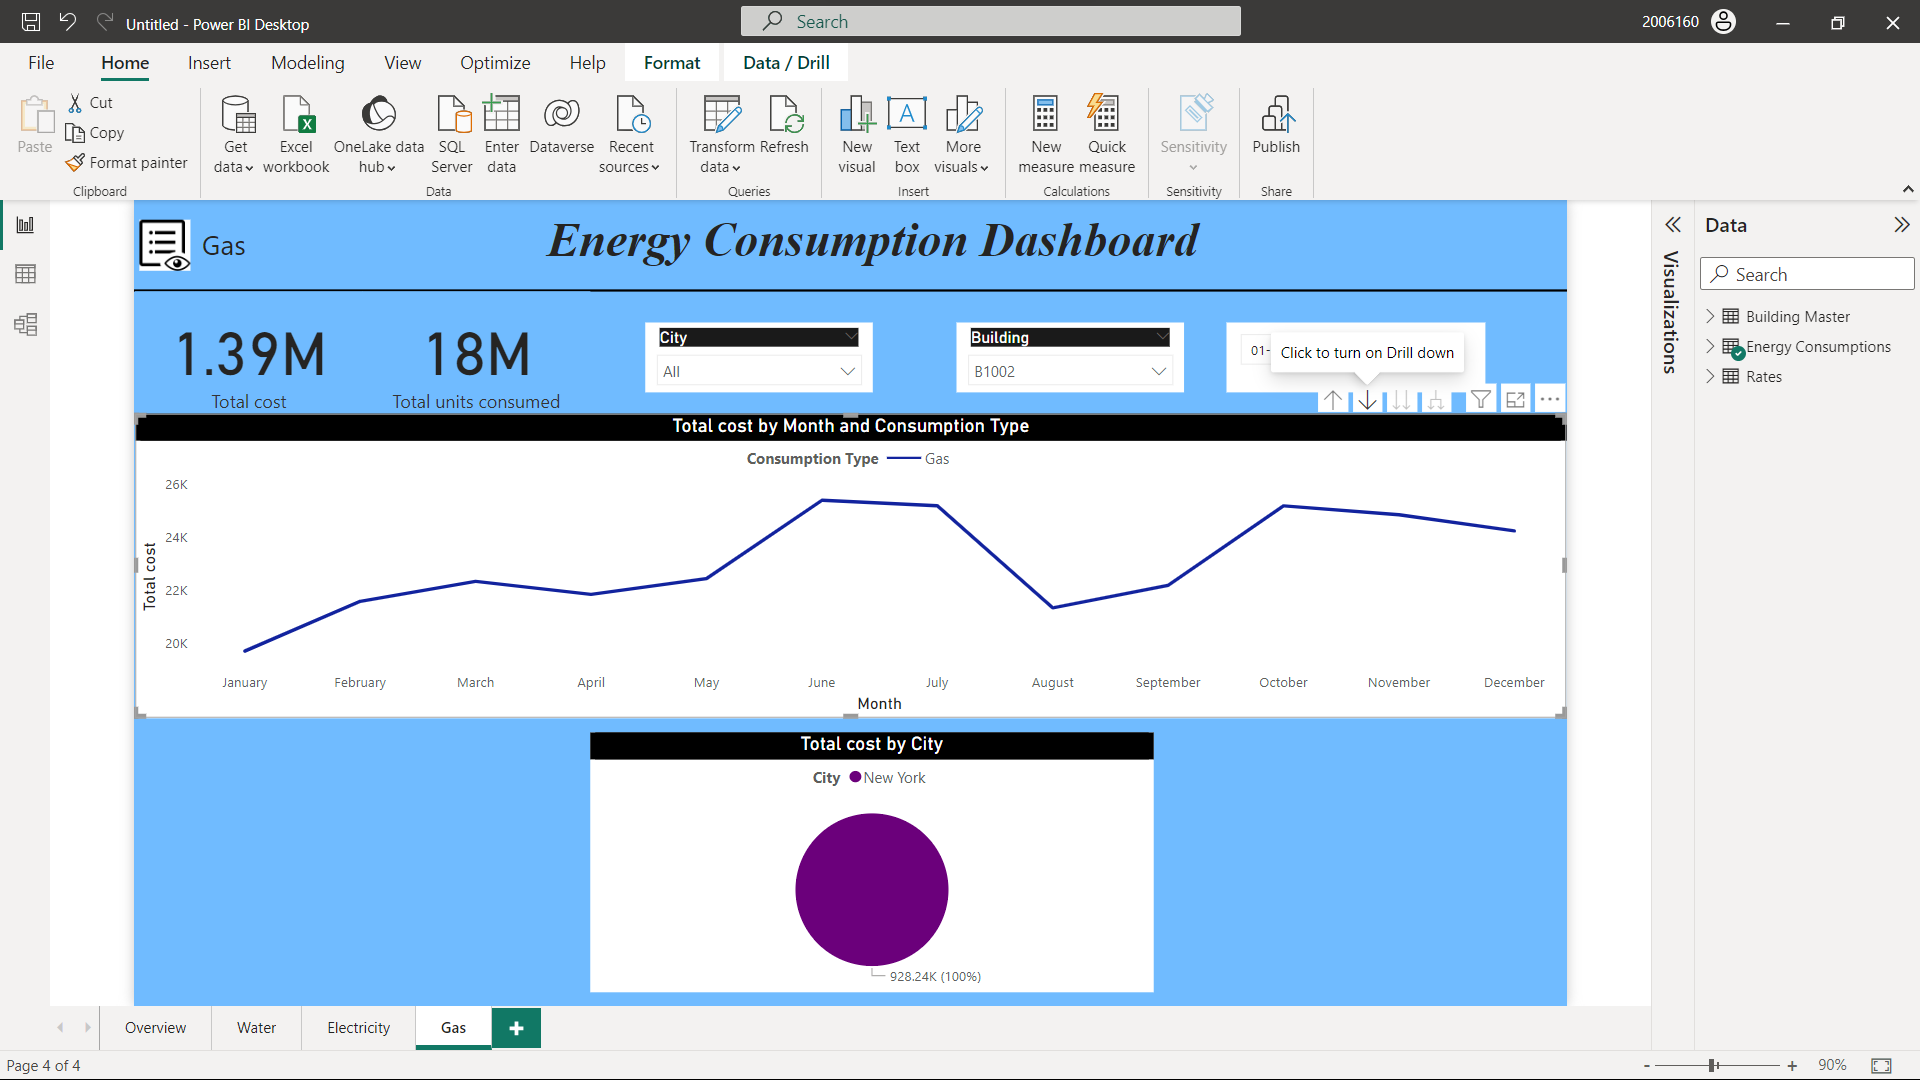 Untitled - Power BI Desktop
Search
2006160
File Home Insert Modeling View Optimize Help Format Data / Drill
Paste
Cut
Copy
Format painter
Clipboard
Get data
Excel workbook
OneLake data hub
SQL Server
Enter data
Dataverse
Recent sources
Data
Transform data
Refresh
Queries
New visual
Text box
More visuals
Insert
New measure
Quick measure
Calculations
Sensitivity
Sensitivity
Publish
Share
Gas
Energy Consumption Dashboard
1.39M
Total cost
18M
Total units consumed
City
All
Building
B1002
01-
Click to turn on Drill down
Total cost by Month and Consumption Type
Consumption Type Gas
Total cost
26K
24K
22K
20K
January February March April May June July August September October November December
Month
Total cost by City
City New York
928.24K (100%)
Visualizations
Data
Search
Building Master
Energy Consumptions
Rates
Overview Water Electricity Gas +
Page 4 of 4
- + 90%